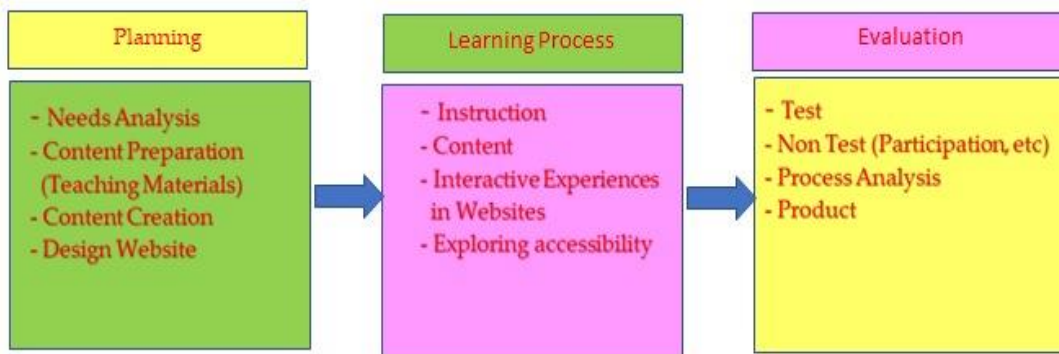 Planning
- Needs Analysis
- Content Preparation
(Teaching Materials)
- Content Creation
- Design Website
Learning Process
- Instruction
- Content
- Interactive Experiences
in Websites
- Exploring accessibility
Evaluation
- Test
- Non Test (Participation, etc)
- Process Analysis
- Product